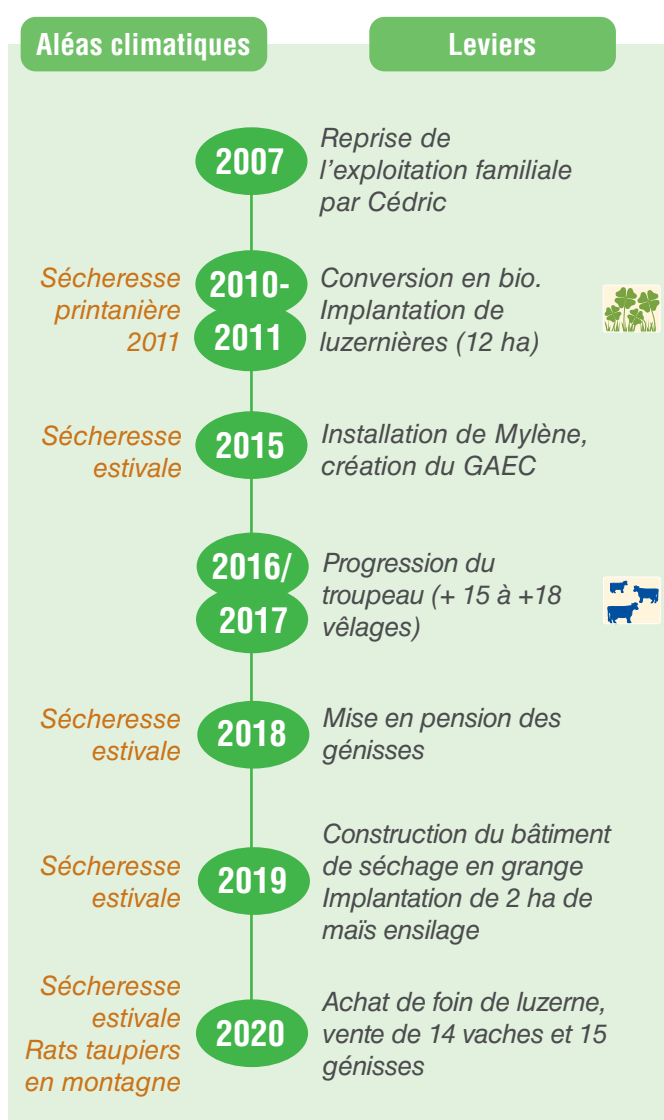 Aléas climatiques
Leviers
2007
Reprise de
l'exploitation familiale
par Cédric
Sécheresse
printanière
2011
2010-
2011
Conversion en bio.
Implantation de
luzernières (12 ha)
Sécheresse
estivale
2015
Installation de Mylène,
création du GAEC
2016/
2017
Progression du
troupeau (+ 15 à +18
vêlages)
Sécheresse
estivale
2018
Mise en pension des
génisses
Sécheresse
estivale
2019
Construction du bâtiment
de séchage en grange
Implantation de 2 ha de
maïs ensilage
Sécheresse
estivale
Rats taupiers
en montagne
2020
Achat de foin de luzerne,
vente de 14 vaches et 15
génisses